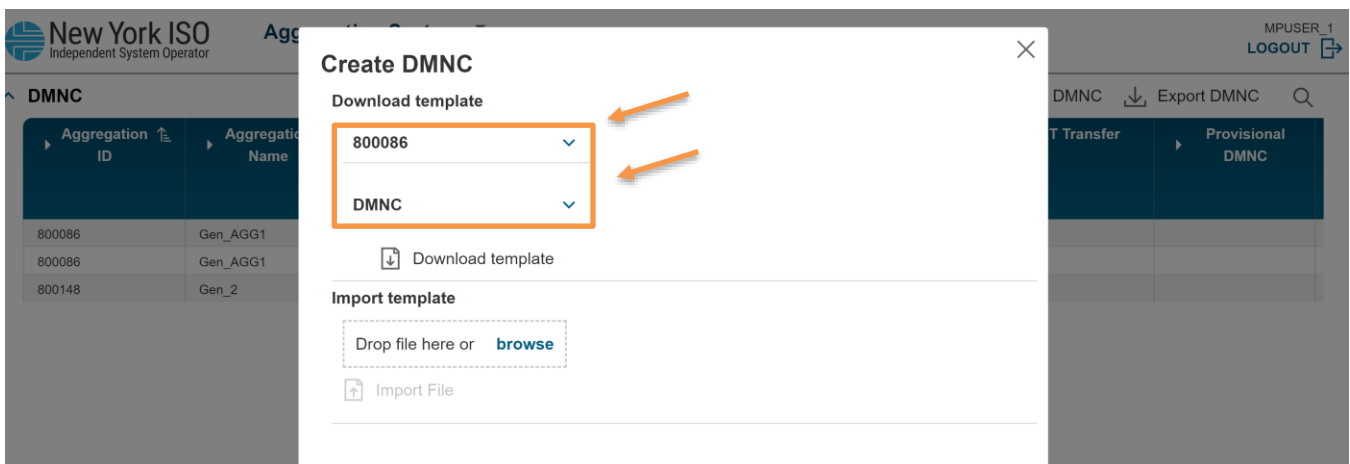 New York ISO
Independent System Operator
Agg
MPUSER_1
LOGOUT
Create DMNC
DMNC
DMNC Export DMNC
Download template
Aggregation ID
Name
T Transfer
Provisional DMNC
800086
DMNC
800086 Gen_AGG1
800086 Gen_AGG1
800148 Gen_2
Download template
Import template
Drop file here or browse
Import File